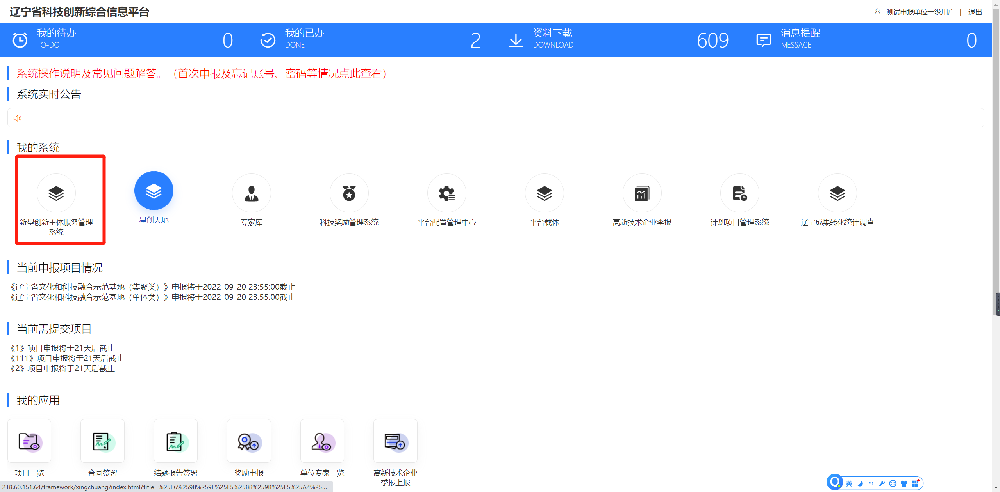 辽宁省科技创新综合信息平台
测试申报单位一级用户 | 退出
我的待办
TO-DO
0
我的已办
DONE
2
资料下载
DOWNLOAD
609
消息提醒
MESSAGE
0
系统操作说明及常见问题解答。（首次申报及忘记账号、密码等情况点此查看）
系统实时公告
我的系统
新型创新主体服务管理
系统
星创天地
专家库
科技奖励管理系统
平台配置管理中心
平台载体
高新技术企业季报
计划项目管理系统
辽宁成果转化统计调查
当前申报项目情况
《辽宁省文化和科技融合示范基地（集聚类）》申报将于2022-09-20 23:55:00截止
《辽宁省文化和科技融合示范基地（单体类）》申报将于2022-09-20 23:55:00截止
当前需提交项目
《1》项目申报将于21天后截止
《111》项目申报将于21天后截止
《2》项目申报将于21天后截止
我的应用
项目一览
合同签署
结题报告签署
奖励申报
单位专家一览
高新技术企业
季报上报
218.60.151.64/framework/xingchuang/index.html?title=%25E6%2598%259F%25E5%2588%259B%25E5%25A4%25...
英